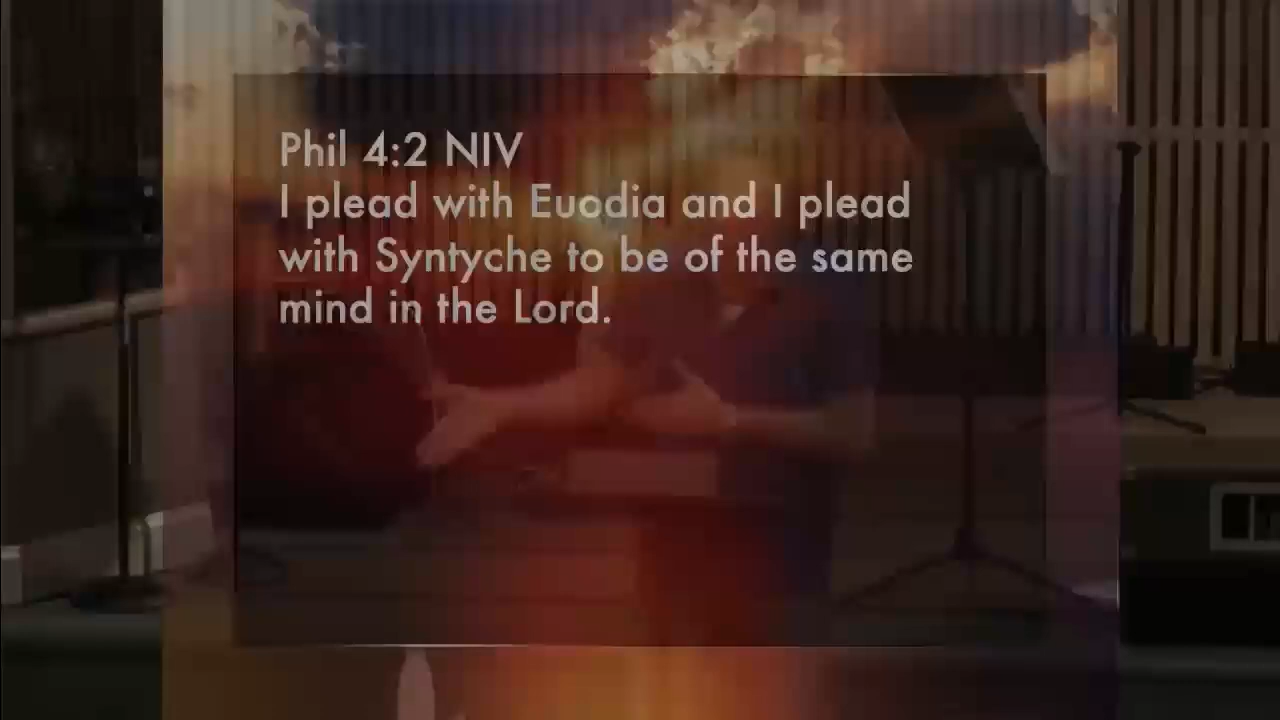 Phil 4:2 NIV
I plead with Euodia and I plead
with Syntyche to be of the same
mind in the Lord.